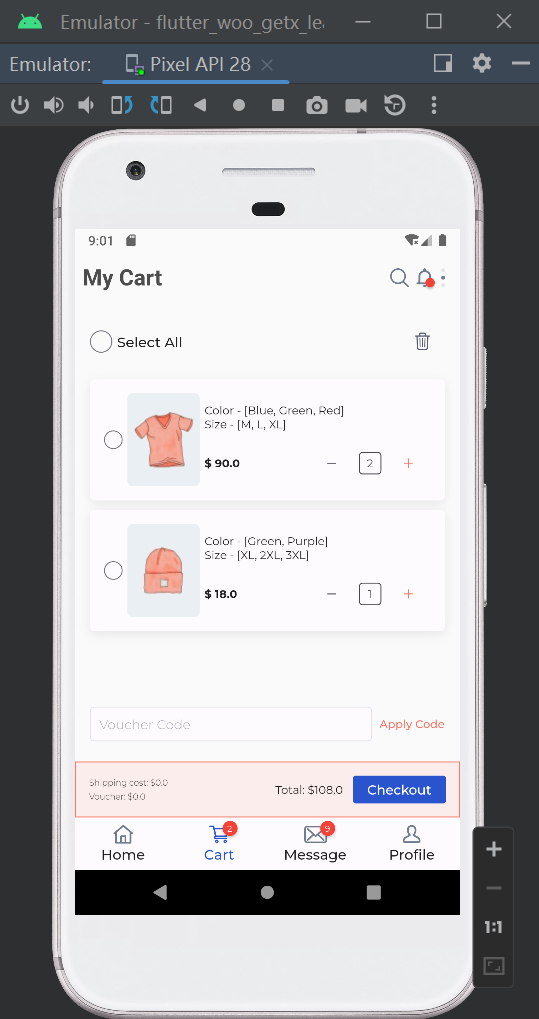 Emulator - flutter_woo_getx_le
Emulator: Pixel API 28
9:01
My Cart
Select All
Color - [Blue, Green, Red]
Size - [M, L, XL]
$ 90.0 − 2 +
Color - [Green, Purple]
Size - [XL, 2XL, 3XL]
$ 18.0 − 1 +
Voucher Code Apply Code
Shipping cost: $0.0
Voucher: $0.0
Total: $108.0 Checkout
2 9
Home Cart Message Profile
1:1